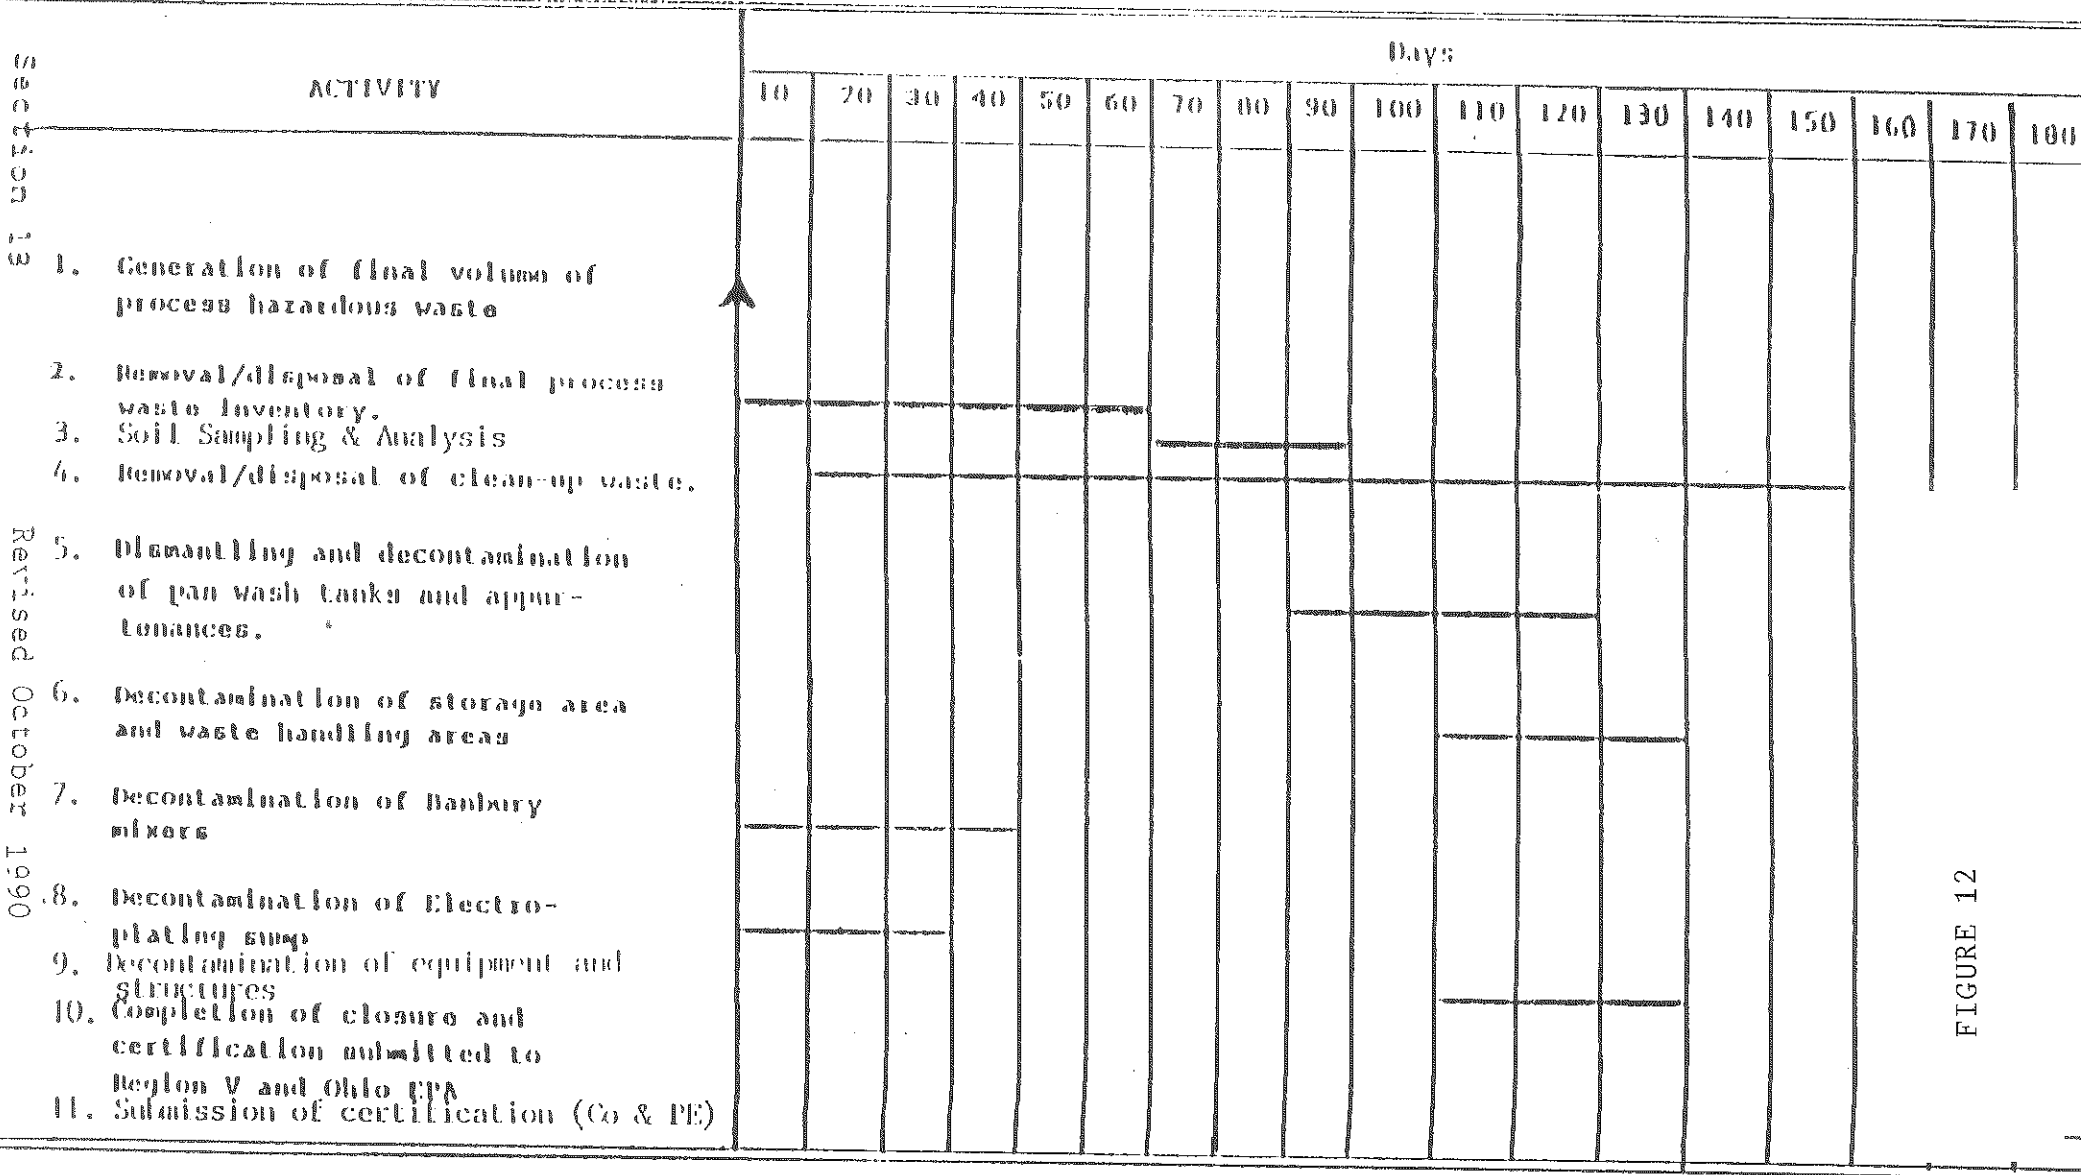 Days
ACTIVITY
10 20 30 40 50 60 70 80 90 100 110 120 130 140 150 160 170 180
1. Generation of final volume of
process hazardous waste
2. Removal/disposal of final process
waste inventory.
3. Soil Sampling & Analysis
4. Removal/disposal of clean-up waste.
5. Dismantling and decontamination
of pan wash tanks and appur-
tenances.
6. Decontamination of storage area
and waste handling areas
7. Decontamination of Banbury
mixers
8. Decontamination of Electro-
plating sump
9. Decontamination of equipment and
structures
10. Completion of closure and
certification submitted to
Region V and Ohio EPA
11. Submission of certification (Co & PE)
Section 13
Revised October 1990
FIGURE 12